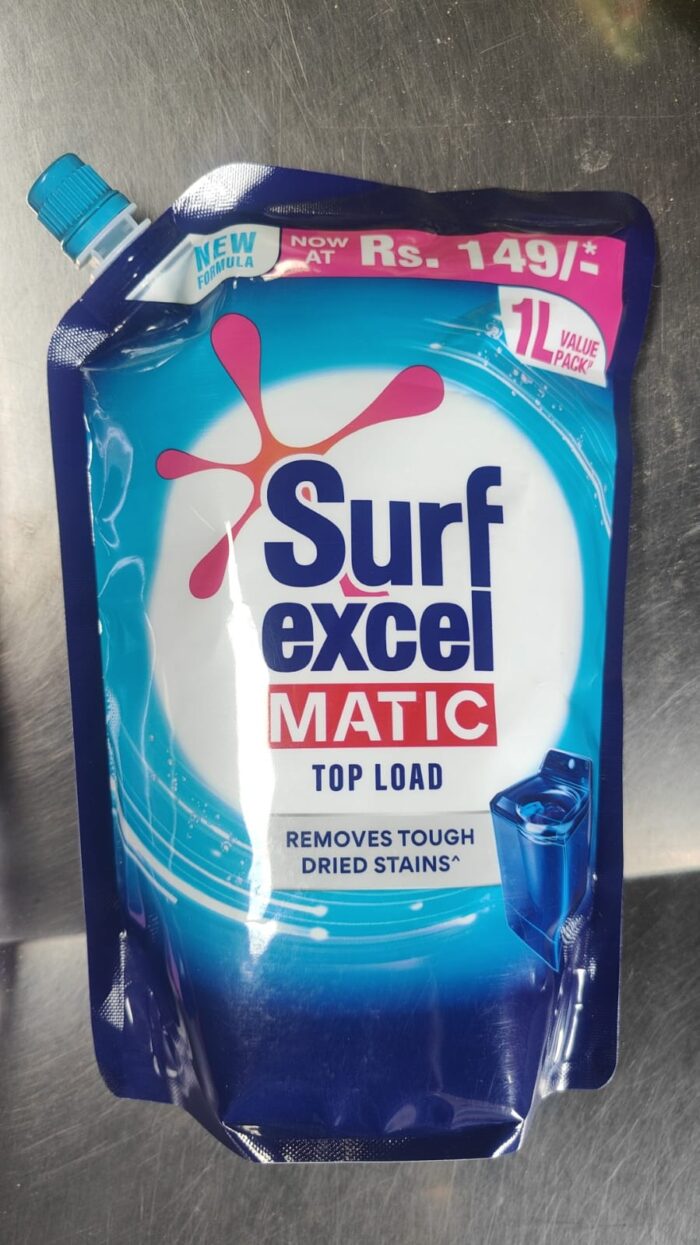 NEW
FORMULA
NOW
AT
Rs. 149/-*
1L
VALUE
PACK
Surf
excel
MATIC
TOP LOAD
REMOVES TOUGH
DRIED STAINS^